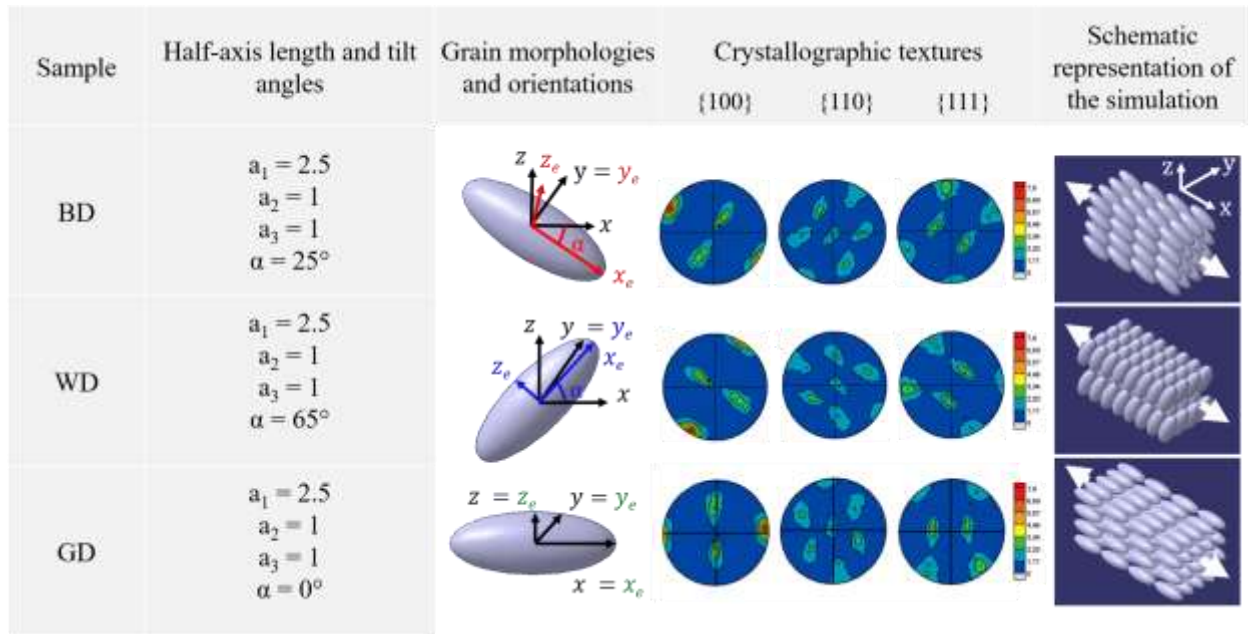 Sample
Half-axis length and tilt
angles
Grain morphologies
and orientations
Crystallographic textures
{100} {110} {111}
Schematic
representation of
the simulation
BD
a₁ = 2.5
a₂ = 1
a₃ = 1
α = 25°
z zₑ y = yₑ
x
α
xₑ
z y
x
WD
a₁ = 2.5
a₂ = 1
a₃ = 1
α = 65°
z y = yₑ
xₑ
zₑ α
x
GD
a₁ = 2.5
a₂ = 1
a₃ = 1
α = 0°
z = zₑ y = yₑ
x = xₑ